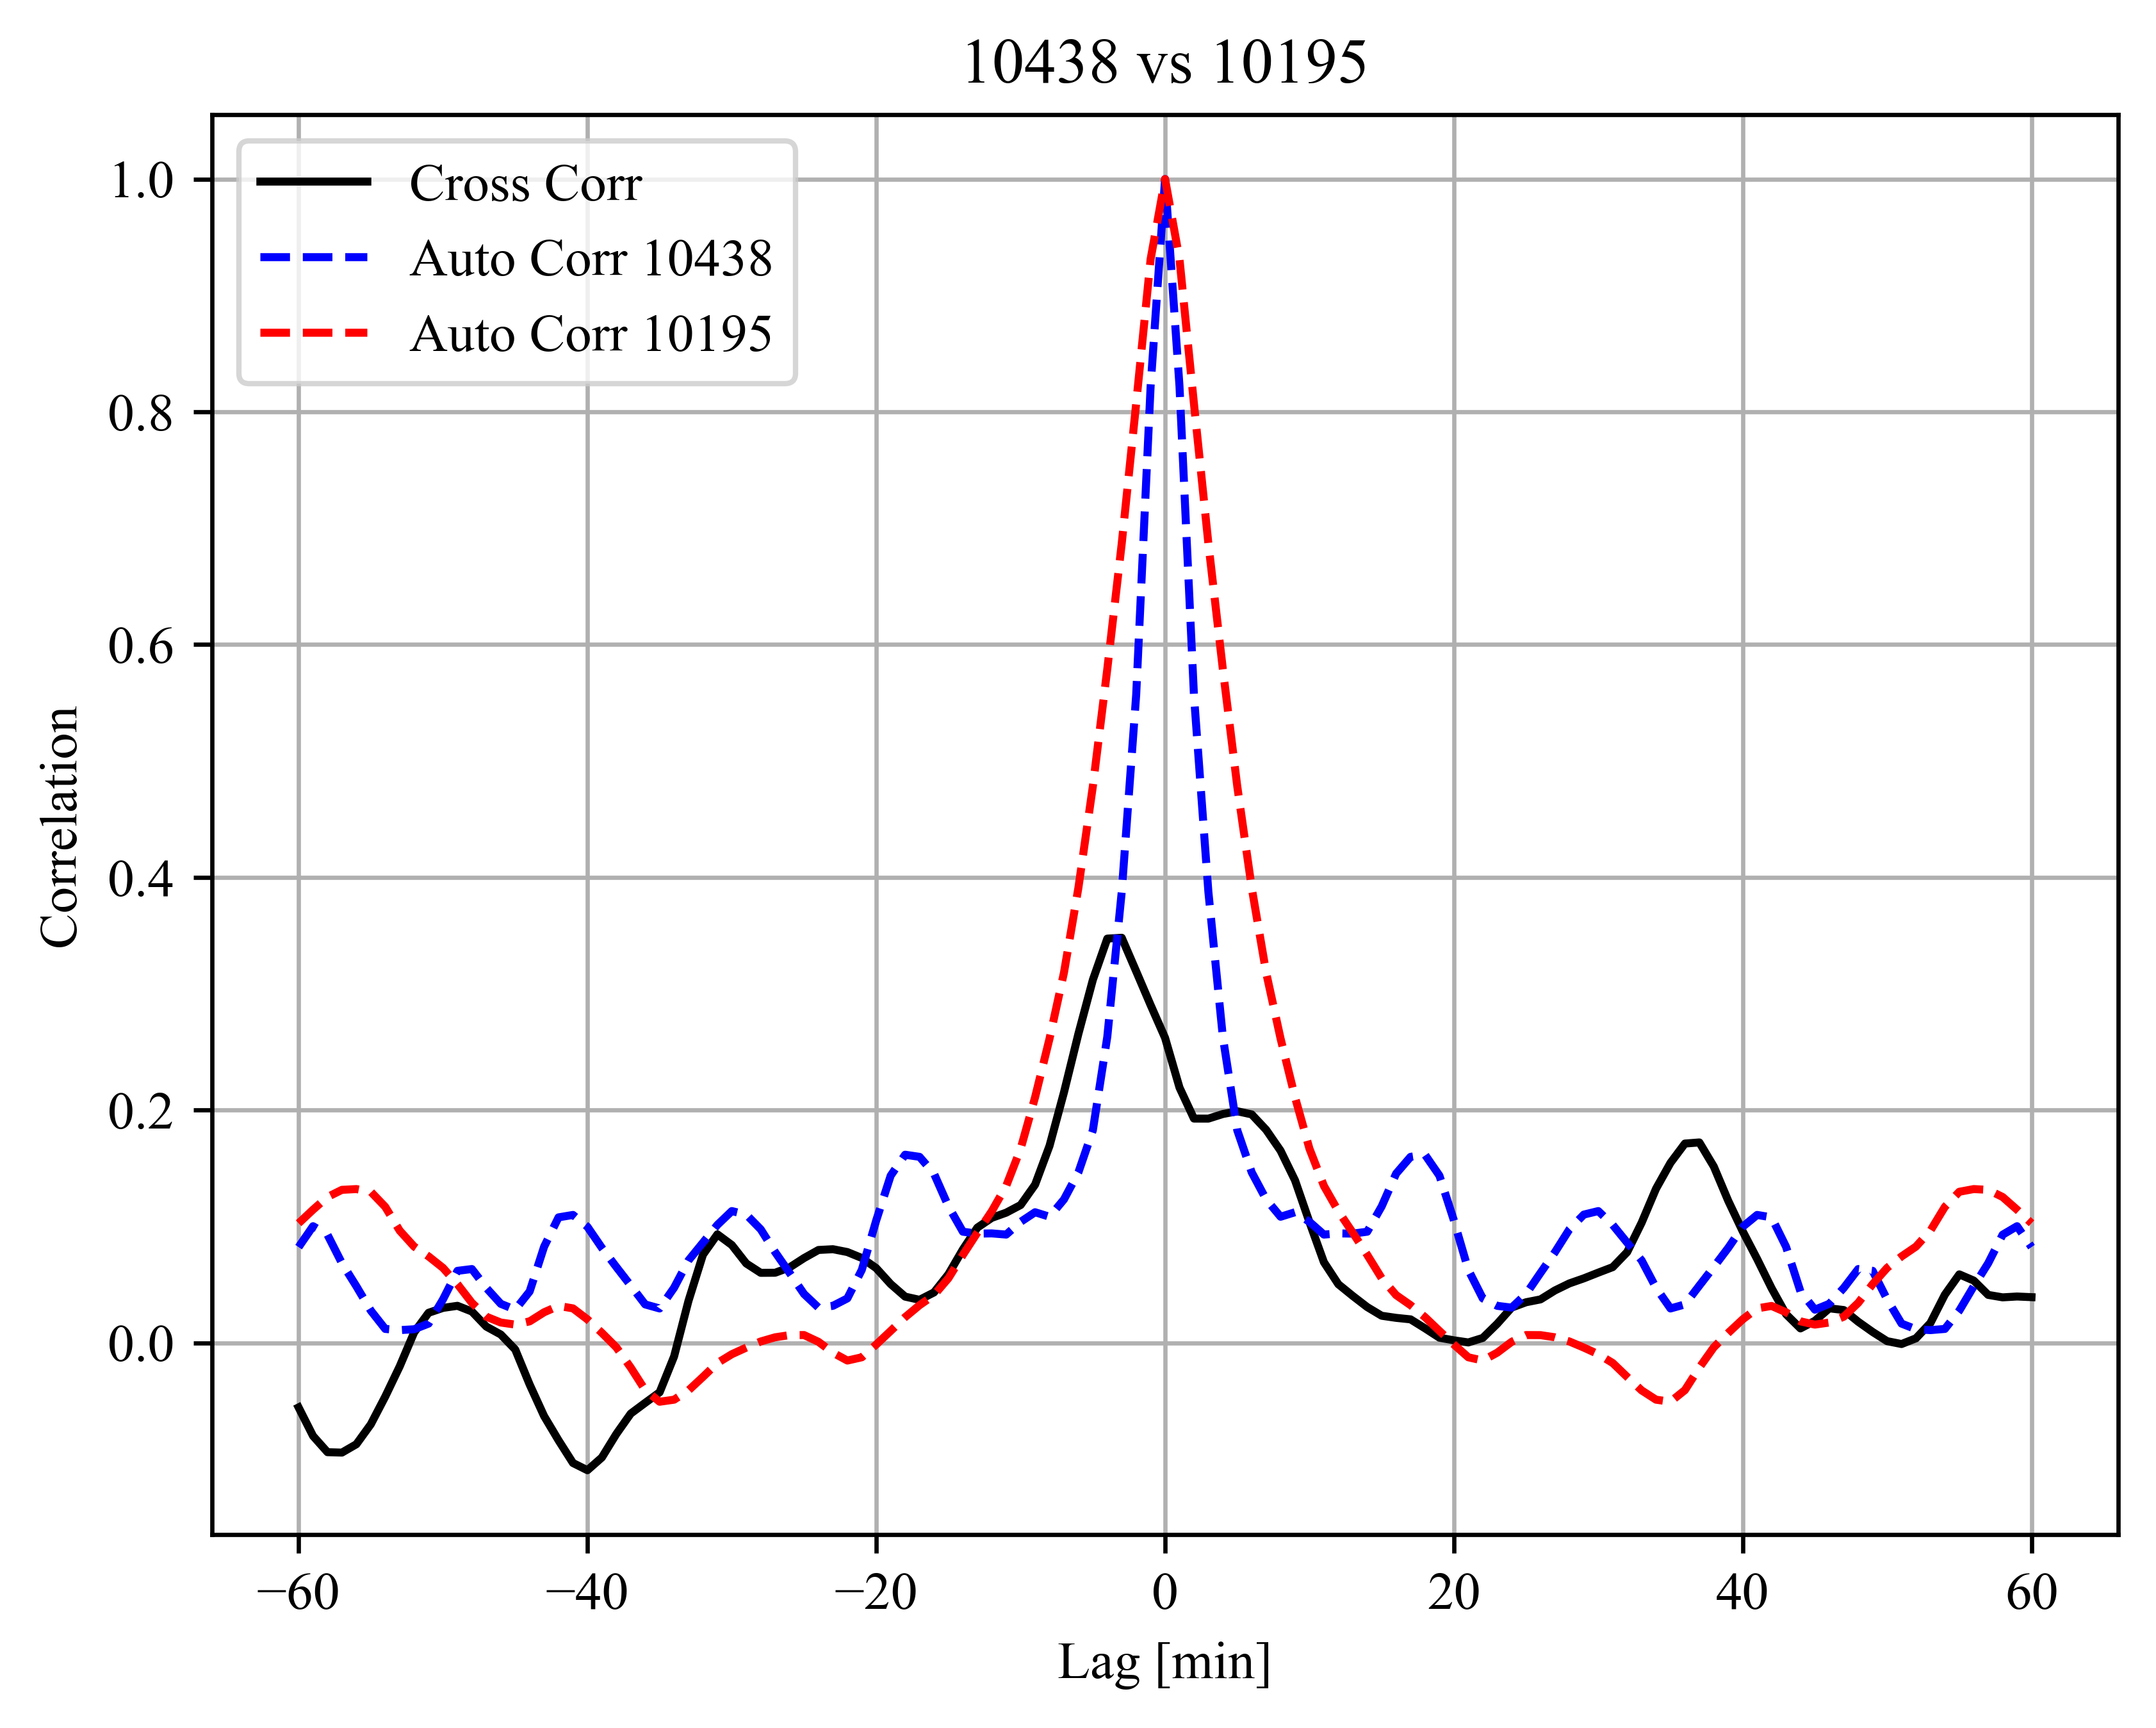 10438 vs 10195
Cross Corr
Auto Corr 10438
Auto Corr 10195
1.0
0.8
0.6
0.4
0.2
0.0
Correlation
−60
−40
−20
0
20
40
60
Lag [min]